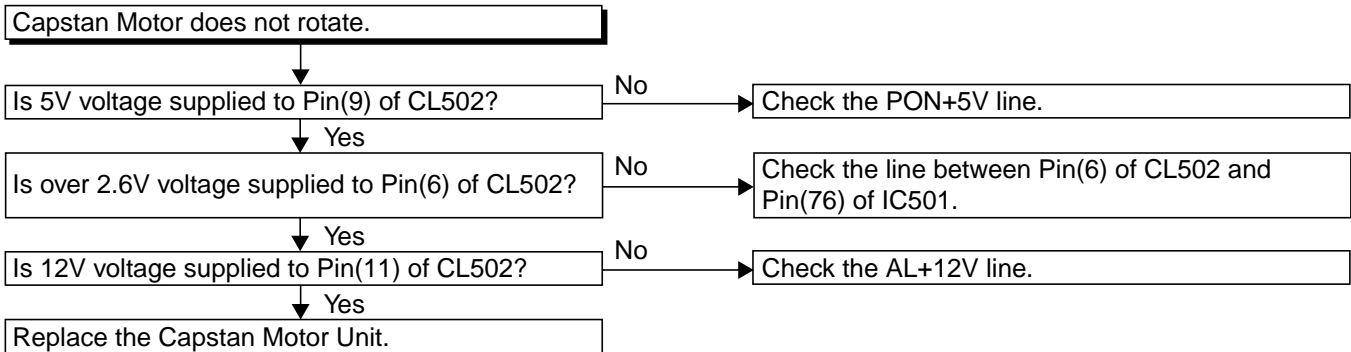 Capstan Motor does not rotate.
Is 5V voltage supplied to Pin(9) of CL502?
No
Check the PON+5V line.
Yes
Is over 2.6V voltage supplied to Pin(6) of CL502?
No
Check the line between Pin(6) of CL502 and
Pin(76) of IC501.
Yes
Is 12V voltage supplied to Pin(11) of CL502?
No
Check the AL+12V line.
Yes
Replace the Capstan Motor Unit.